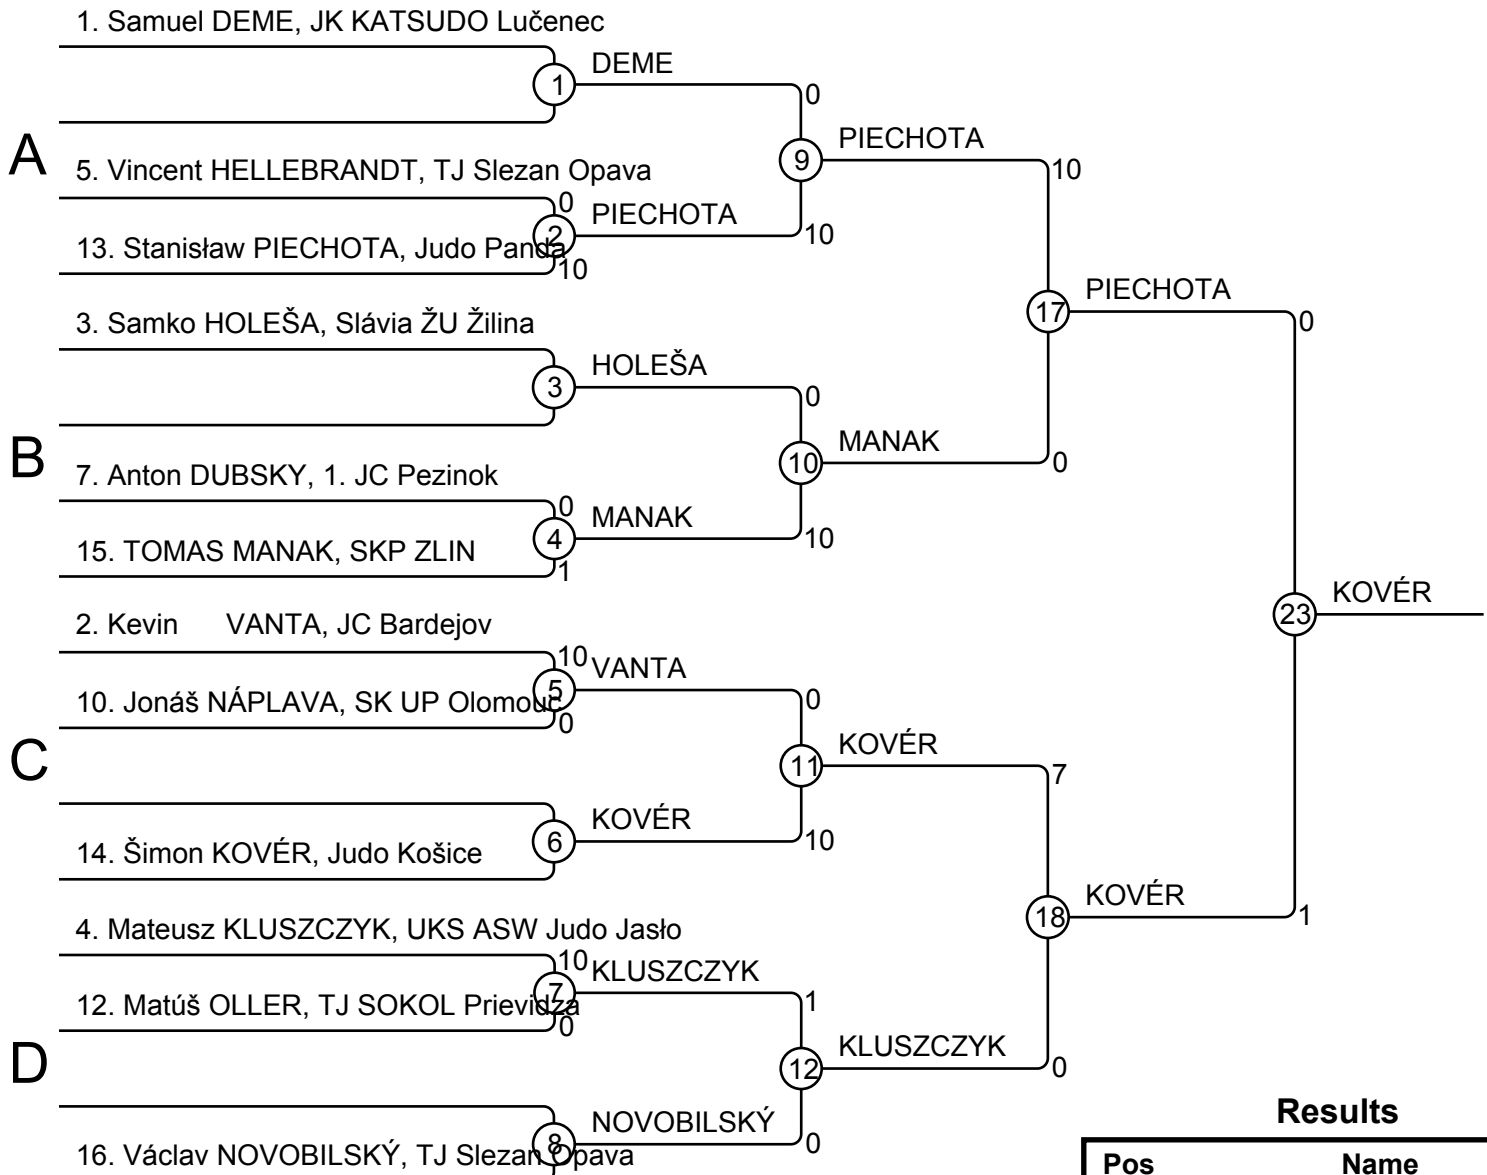 1. Samuel DEME, JK KATSUDO Lučenec
1
DEME
0
A
5. Vincent HELLEBRANDT, TJ Slezan Opava
0
2
PIECHOTA
10
13. Stanisław PIECHOTA, Judo Panda
10
9
PIECHOTA
10
3. Samko HOLEŠA, Slávia ŽU Žilina
3
HOLEŠA
0
B
7. Anton DUBSKY, 1. JC Pezinok
0
4
MANAK
10
15. TOMAS MANAK, SKP ZLIN
1
10
MANAK
0
17
PIECHOTA
0
2. Kevin VANTA, JC Bardejov
10
5
VANTA
0
10. Jonáš NÁPLAVA, SK UP Olomouc
0
C
11
KOVÉR
7
6
KOVÉR
10
14. Šimon KOVÉR, Judo Košice
4. Mateusz KLUSZCZYK, UKS ASW Judo Jasło
10
7
KLUSZCZYK
1
12. Matúš OLLER, TJ SOKOL Prievidza
0
D
12
KLUSZCZYK
0
8
NOVOBILSKÝ
0
16. Václav NOVOBILSKÝ, TJ Slezan Opava
18
KOVÉR
1
23
KOVÉR
Results
Pos Name